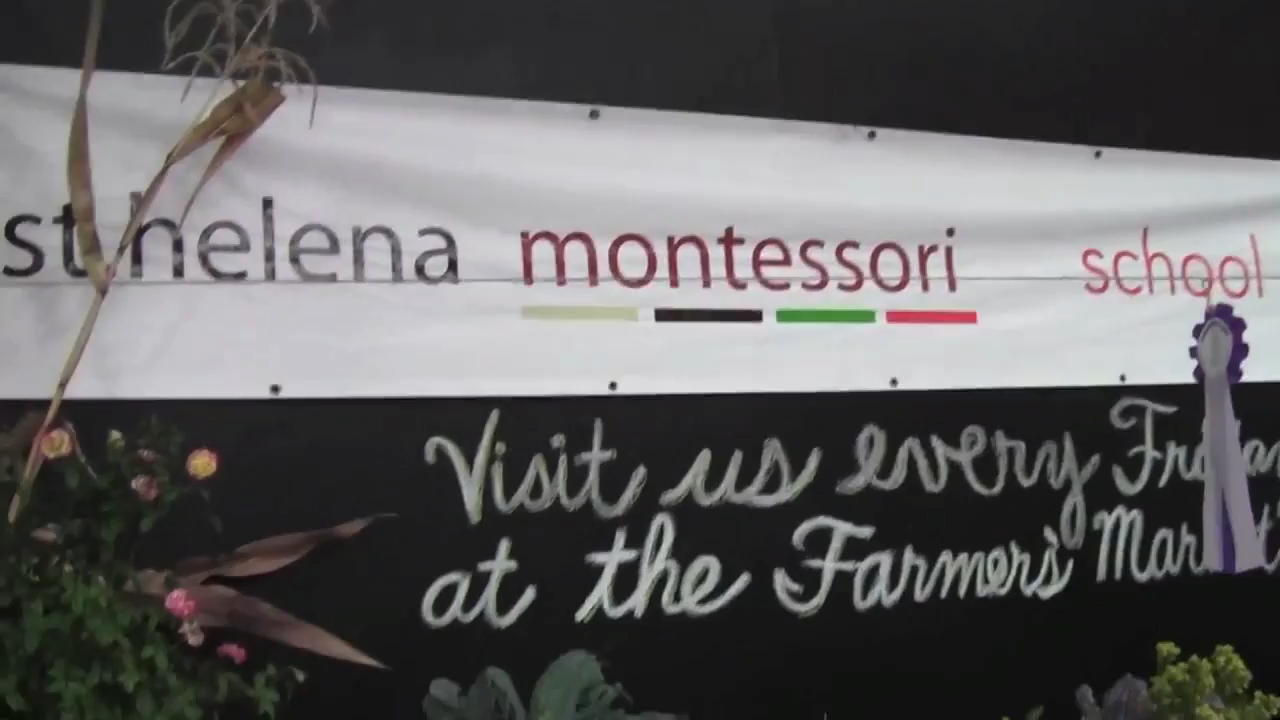 st helena montessori school
Visit us every
at the Farmer's